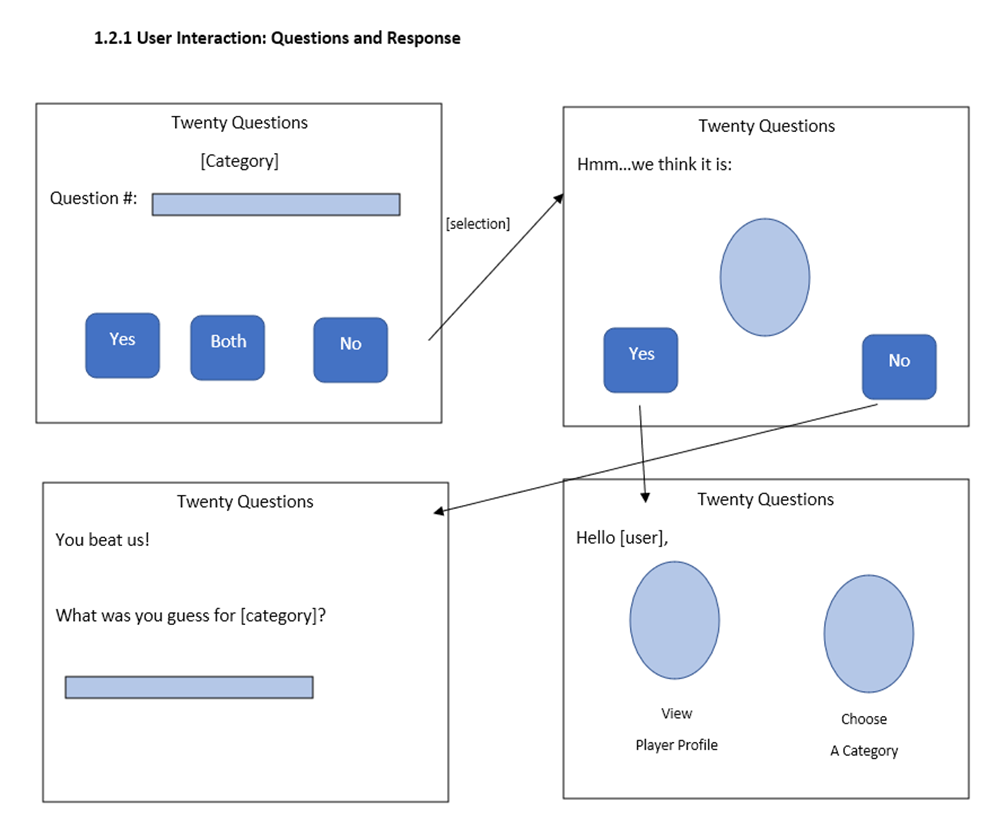 1.2.1 User Interaction: Questions and Response
Twenty Questions
[Category]
Question #:
Yes
Both
No
[selection]
Twenty Questions
Hmm...we think it is:
Yes
No
Twenty Questions
You beat us!
What was you guess for [category]?
Twenty Questions
Hello [user],
View
Player Profile
Choose
A Category